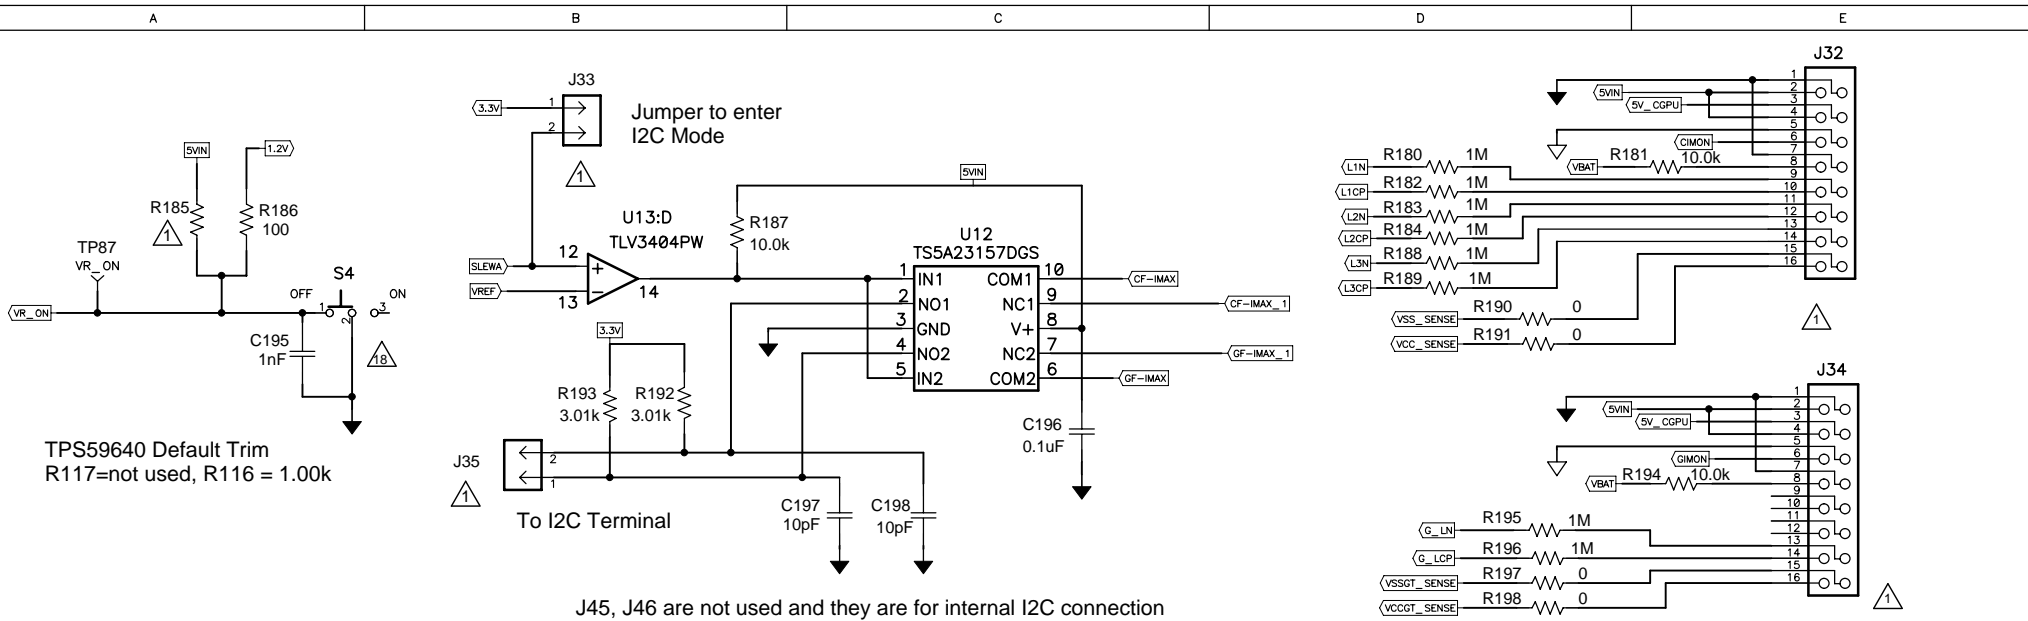 A B C D E
J33
3.3V 1
2
Jumper to enter
I2C Mode
1
5VIN
1.2V
R185
1
R186
100
TP87
VR_ON
VR_ON
S4
OFF
ON
1
2
3
C195
1nF
18
TPS59640 Default Trim
R117=not used, R116 = 1.00k
U13:D
TLV3404PW
SLEWA
12
+
VREF
13
−
14
R187
10.0k
5VIN
U12
TS5A23157DGS
1 IN1 COM1 10 CF-IMAX
2 NO1 NC1 9 CF-IMAX_1
3 GND V+ 8
4 NO2 NC2 7 GF-IMAX_1
5 IN2 COM2 6 GF-IMAX
3.3V
R193
3.01k
R192
3.01k
J35
2
1
1
To I2C Terminal
C197
10pF
C198
10pF
C196
0.1uF
J45, J46 are not used and they are for internal I2C connection
J32
1
5VIN 2
5V_CGPU 3
4
5
CIMON 6
7
VBAT R181 10.0k 8
L1N R180 1M 9
L1CP R182 1M 10
L2N R183 1M 11
L2CP R184 1M 12
L3N R188 1M 13
L3CP R189 1M 14
VSS_SENSE R190 0 15
VCC_SENSE R191 0 16
1
J34
1
5VIN 2
5V_CGPU 3
4
5
GIMON 6
7
VBAT R194 10.0k 8
9
10
11
12
G_LN R195 1M 13
G_LCP R196 1M 14
VSSGT_SENSE R197 0 15
VCCGT_SENSE R198 0 16
1